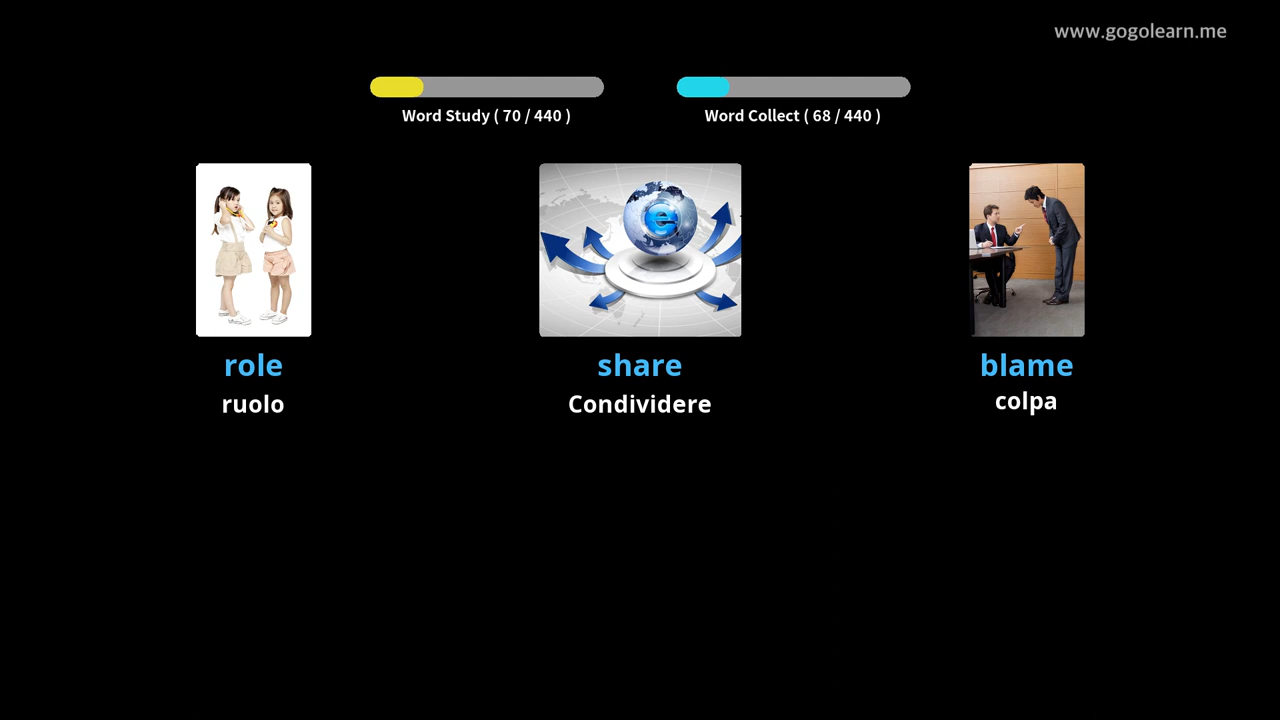 www.gogolearn.me
Word Study ( 70 / 440 )
Word Collect ( 68 / 440 )
e
role
share
blame
ruolo
Condividere
colpa